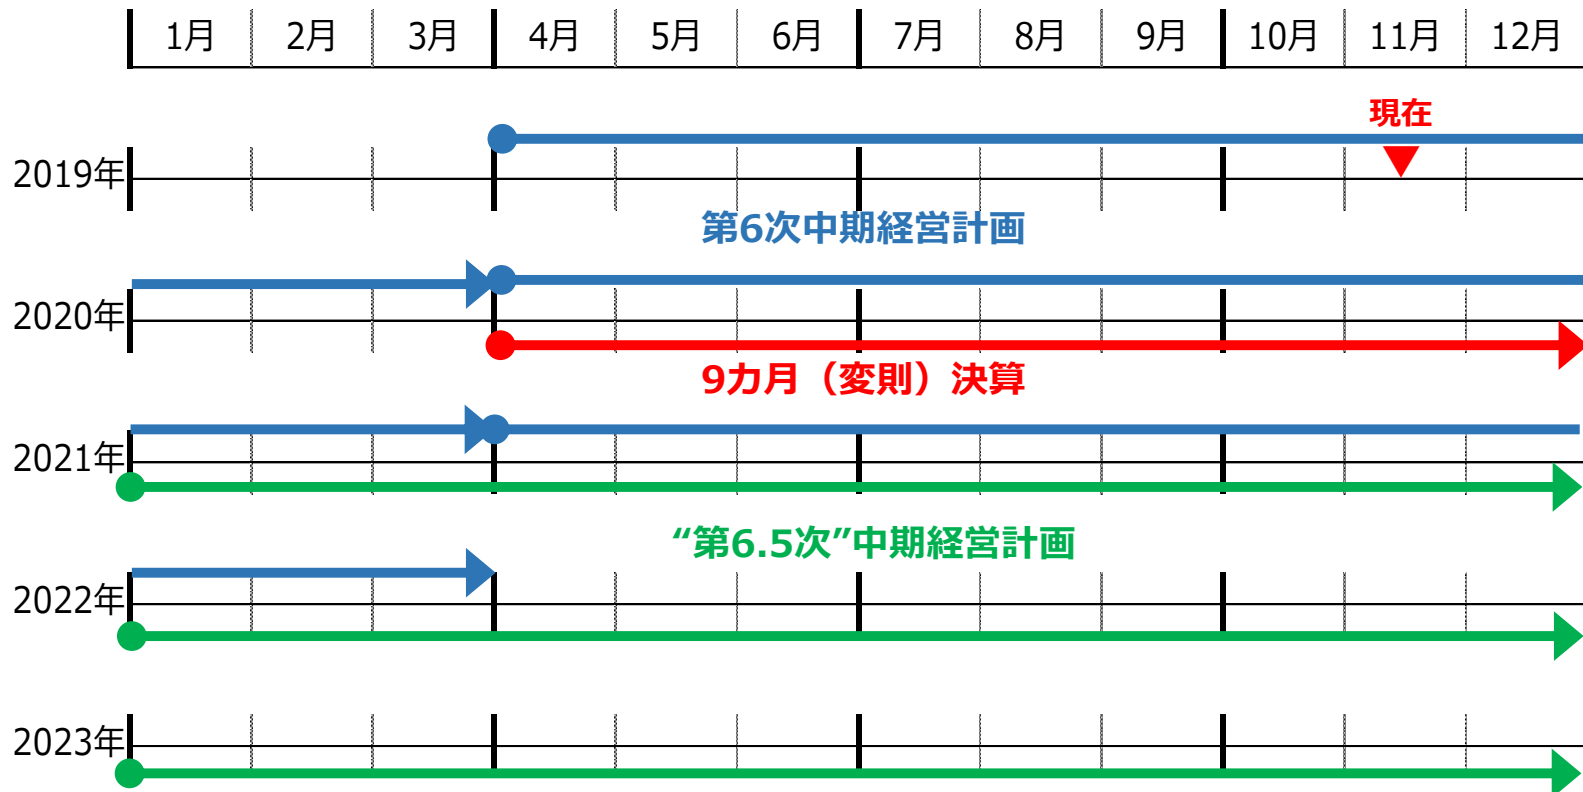 1月 2月 3月 4月 5月 6月 7月 8月 9月 10月 11月 12月
現在
2019年
第6次中期経営計画
2020年
9カ月（変則）決算
2021年
“第6.5次”中期経営計画
2022年
2023年